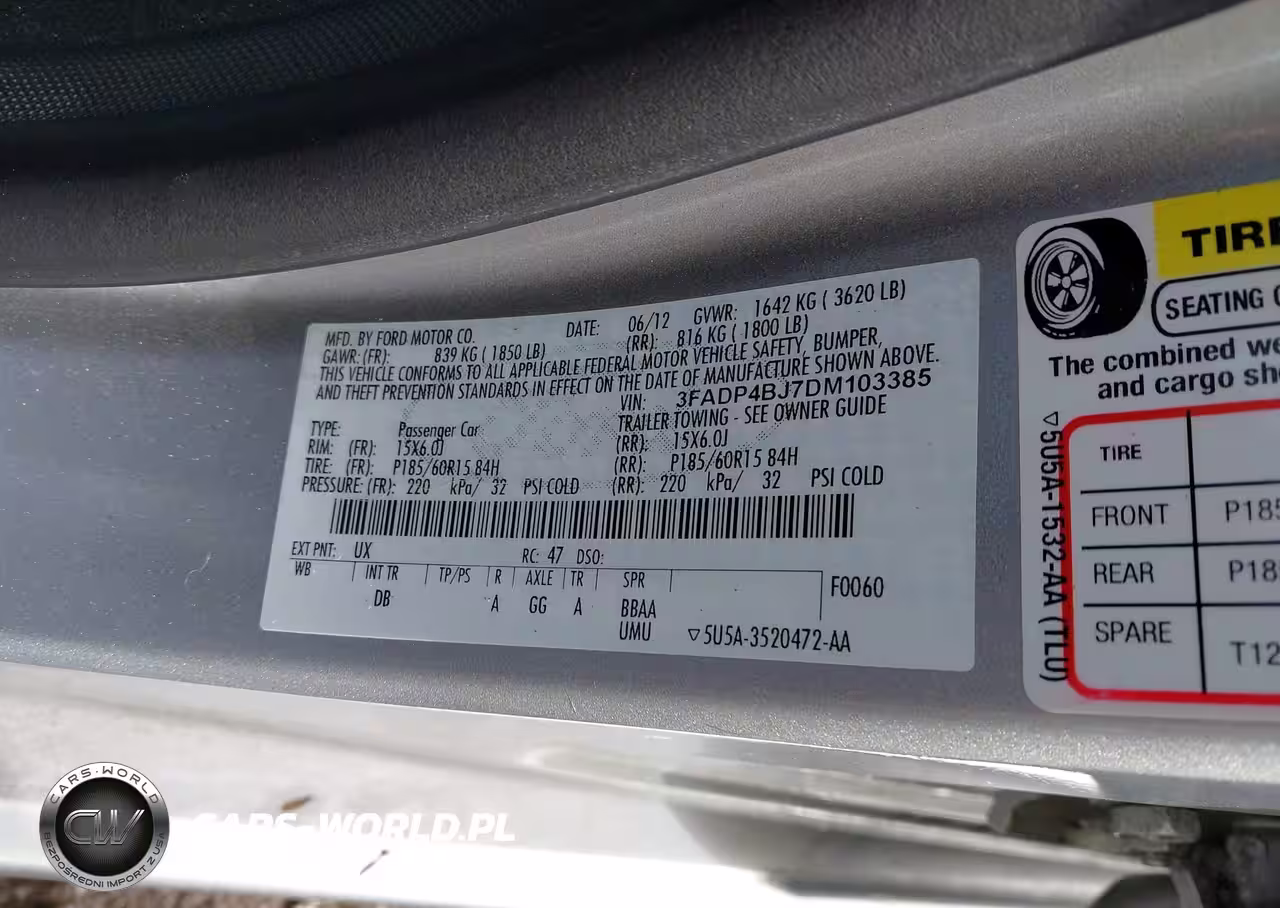 MFD. BY FORD MOTOR CO. DATE: 06/12 GVWR: 1642 KG ( 3620 LB)
GAWR: (FR): 839 KG ( 1850 LB) (RR): 816 KG ( 1800 LB)
THIS VEHICLE CONFORMS TO ALL APPLICABLE FEDERAL MOTOR VEHICLE SAFETY, BUMPER,
AND THEFT PREVENTION STANDARDS IN EFFECT ON THE DATE OF MANUFACTURE SHOWN ABOVE.
VIN: 3FADP4BJ7DM103385
TYPE: Passenger Car TRAILER TOWING - SEE OWNER GUIDE
RIM: (FR): 15X6.0J (RR): 15X6.0J
TIRE: (FR): P185/60R15 84H (RR): P185/60R15 84H
PRESSURE: (FR): 220 kPa/ 32 PSI COLD (RR): 220 kPa/ 32 PSI COLD
EXT PNT: UX RC: 47 DSO:
WB INT TR TP/PS R AXLE TR SPR
DB A GG A BBAA F0060
UMU ▽5U5A-3520472-AA
TIRE
SEATING
The combined we
and cargo sh
▽5U5A-1532-AA (TL0)
TIRE
FRONT P185
REAR P18
SPARE T12
CARS-WORLD
CW
BEZPOŚREDNI IMPORT Z USA
CARS-WORLD.PL